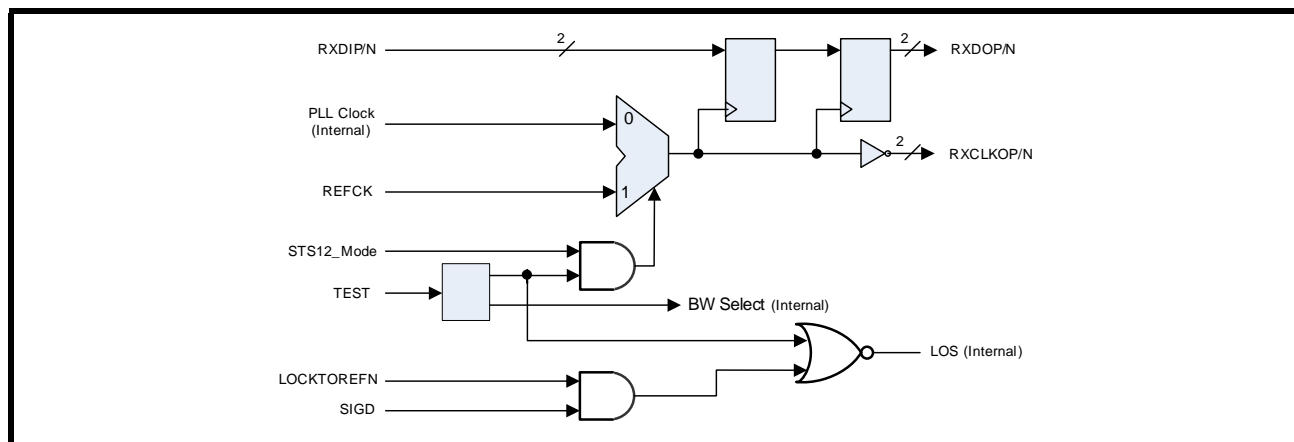 RXDIP/N
2
2
RXDOP/N
PLL Clock
(Internal)
0
2
RXCLKOP/N
REFCK
1
STS12_Mode
TEST
BW Select (Internal)
LOS (Internal)
LOCKTOREFN
SIGD